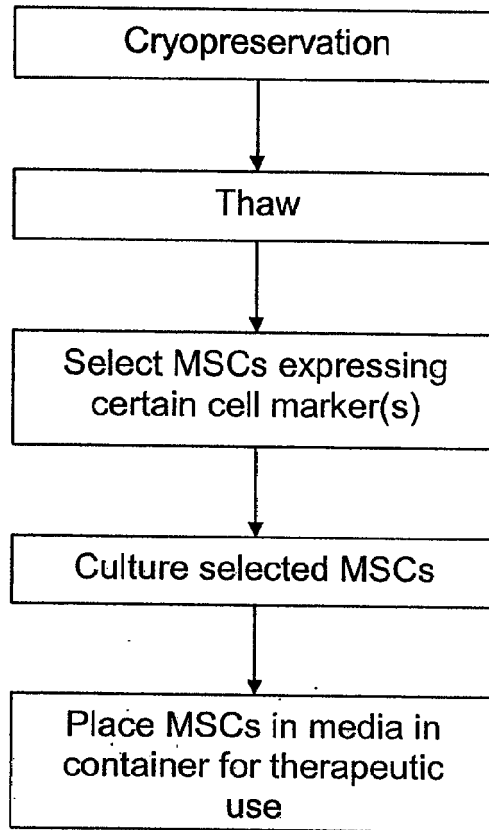 Cryopreservation
Thaw
Select MSCs expressing
certain cell marker(s)
Culture selected MSCs
Place MSCs in media in
container for therapeutic
use